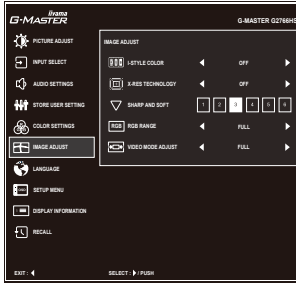 iiyama
G-MASTER
G-MASTER G2766HS
PICTURE ADJUST
INPUT SELECT
AUDIO SETTINGS
STORE USER SETTING
COLOR SETTINGS
IMAGE ADJUST
LANGUAGE
SETUP MENU
DISPLAY INFORMATION
RECALL
IMAGE ADJUST
I-STYLE COLOR OFF
X-RES TECHNOLOGY OFF
SHARP AND SOFT 1 2 3 4 5 6
RGB RGB RANGE FULL
VIDEO MODE ADJUST FULL
EXIT : SELECT : / PUSH